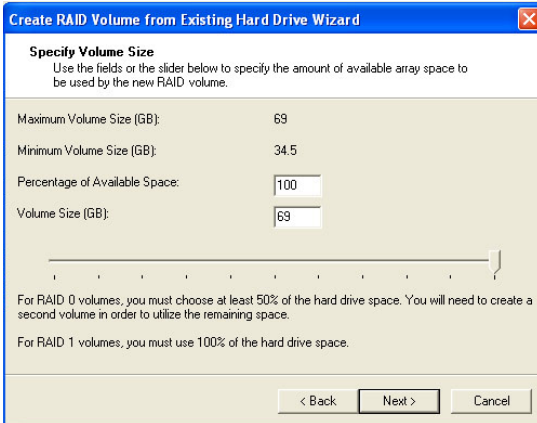 Create RAID Volume from Existing Hard Drive Wizard
Specify Volume Size
Use the fields or the slider below to specify the amount of available array space to
be used by the new RAID volume.
Maximum Volume Size (GB): 69
Minimum Volume Size (GB): 34.5
Percentage of Available Space: 100
Volume Size (GB): 69
For RAID 0 volumes, you must choose at least 50% of the hard drive space. You will need to create a
second volume in order to utilize the remaining space.
For RAID 1 volumes, you must use 100% of the hard drive space.
< Back Next > Cancel